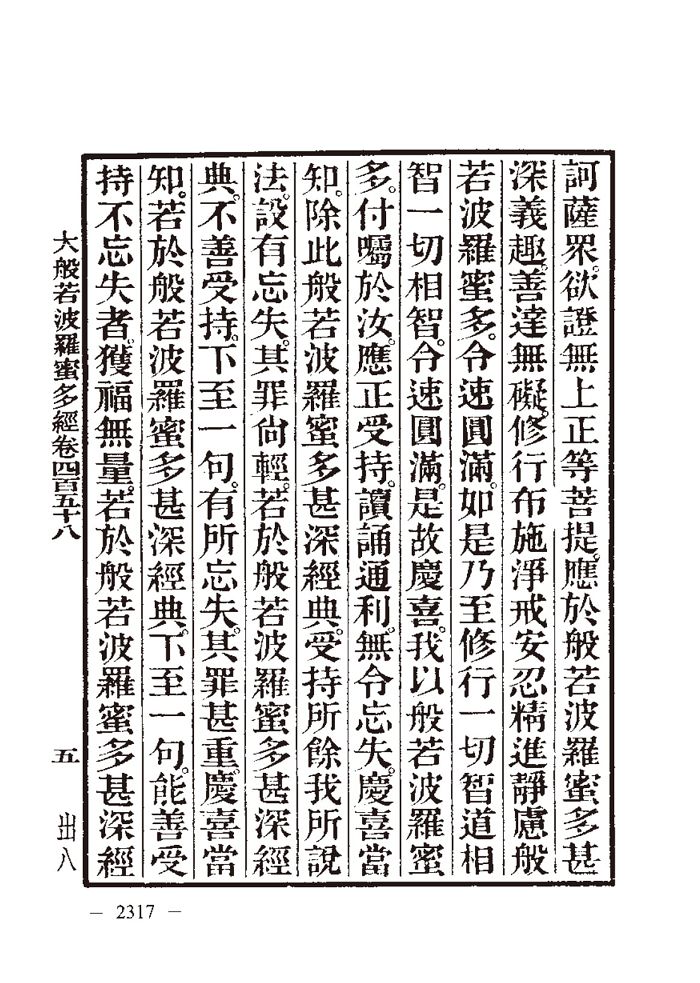 訶薩眾。欲證無上正等菩提。應於般若波羅蜜多甚
深義趣。善達無礙。修行布施淨戒安忍精進靜慮般
若波羅蜜多。令速圓滿。如是乃至修行一切智道相
智一切相智。令速圓滿。是故慶喜。我以般若波羅蜜
多。付囑於汝。應正受持。讀誦通利。無令忘失。慶喜當
知。除此般若波羅蜜多甚深經典。受持所餘我所說
法。設有忘失。其罪尙輕。若於般若波羅蜜多甚深經
典。不善受持。下至一句。有所忘失。其罪甚重。慶喜當
知。若於般若波羅蜜多甚深經典。下至一句。能善受
持不忘失者。獲福無量。若於般若波羅蜜多甚深經
大般若波羅蜜多經卷四百五十八 五 出八
— 2317 —